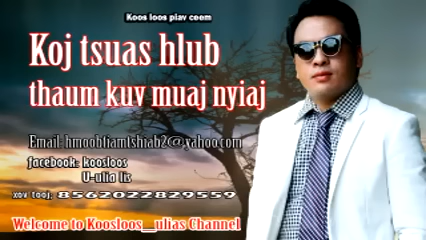 Koos loos piav ceem
Koj tsuas hlub
thaum kuv muaj nyiaj
Email: hmoobtiamtshiab2@yahoo.com
facebook: koosloos
U-ulia lis
xov tooj: 8562022829559
Welcome to Koosloos__ulias Channel